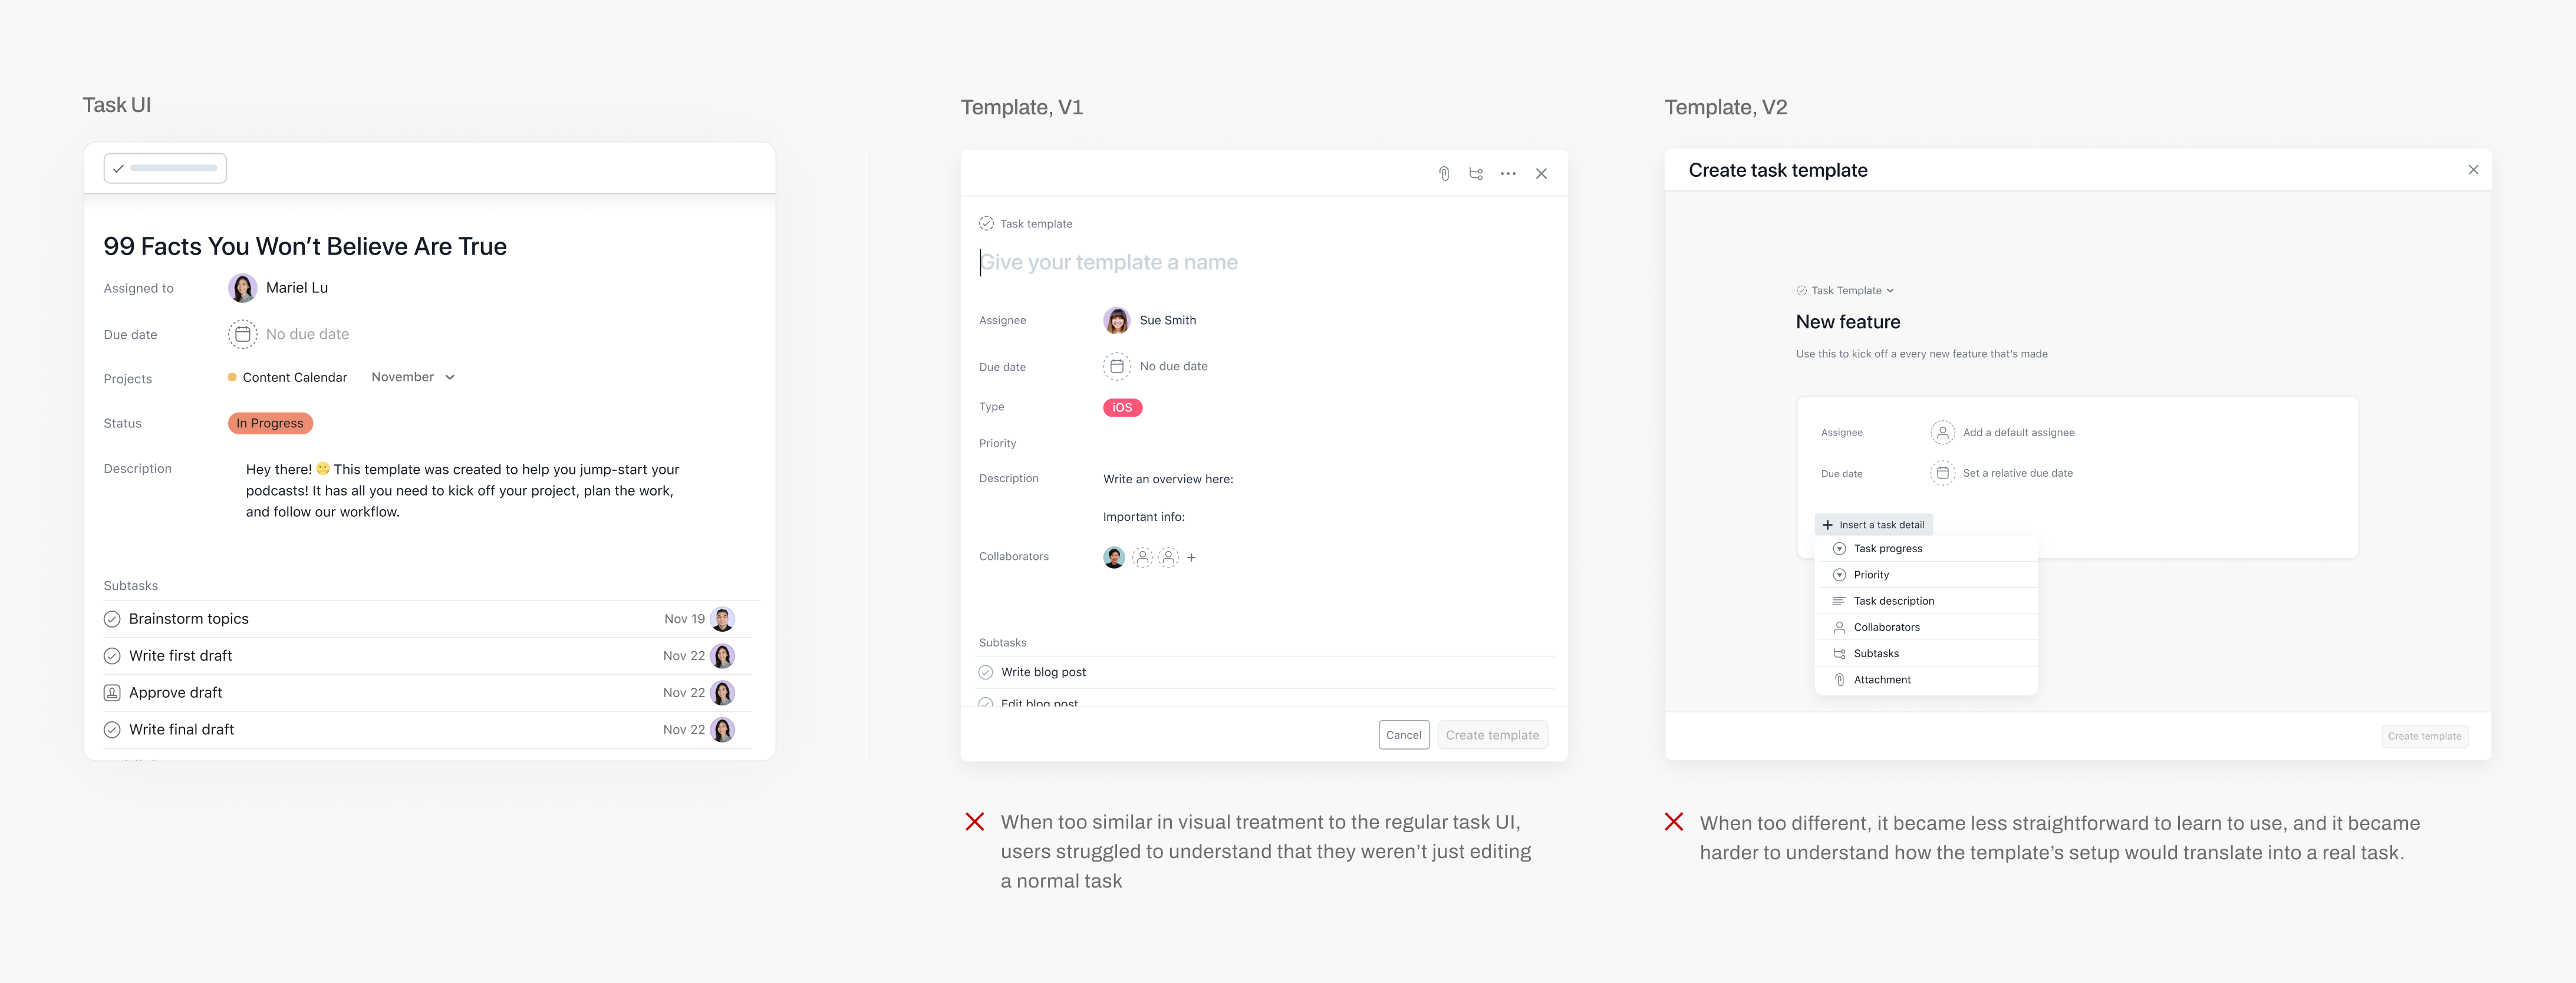 Task UI
99 Facts You Won’t Believe Are True
Assigned to Mariel Lu
Due date No due date
Projects Content Calendar November
Status In Progress
Description Hey there! 🫠 This template was created to help you jump-start your
podcasts! It has all you need to kick off your project, plan the work,
and follow our workflow.
Subtasks
Brainstorm topics Nov 19
Write first draft Nov 22
Approve draft Nov 22
Write final draft Nov 22
Template, V1
Task template
Give your template a name
Assignee Sue Smith
Due date No due date
Type iOS
Priority
Description Write an overview here:
Important info:
Collaborators
Subtasks
Write blog post
Edit blog post
Cancel Create template
When too similar in visual treatment to the regular task UI,
users struggled to understand that they weren’t just editing
a normal task
Template, V2
Create task template
Task Template
New feature
Use this to kick off a every new feature that’s made
Assignee Add a default assignee
Due date Set a relative due date
Insert a task detail
Task progress
Priority
Task description
Collaborators
Subtasks
Attachment
Create template
When too different, it became less straightforward to learn to use, and it became
harder to understand how the template’s setup would translate into a real task.